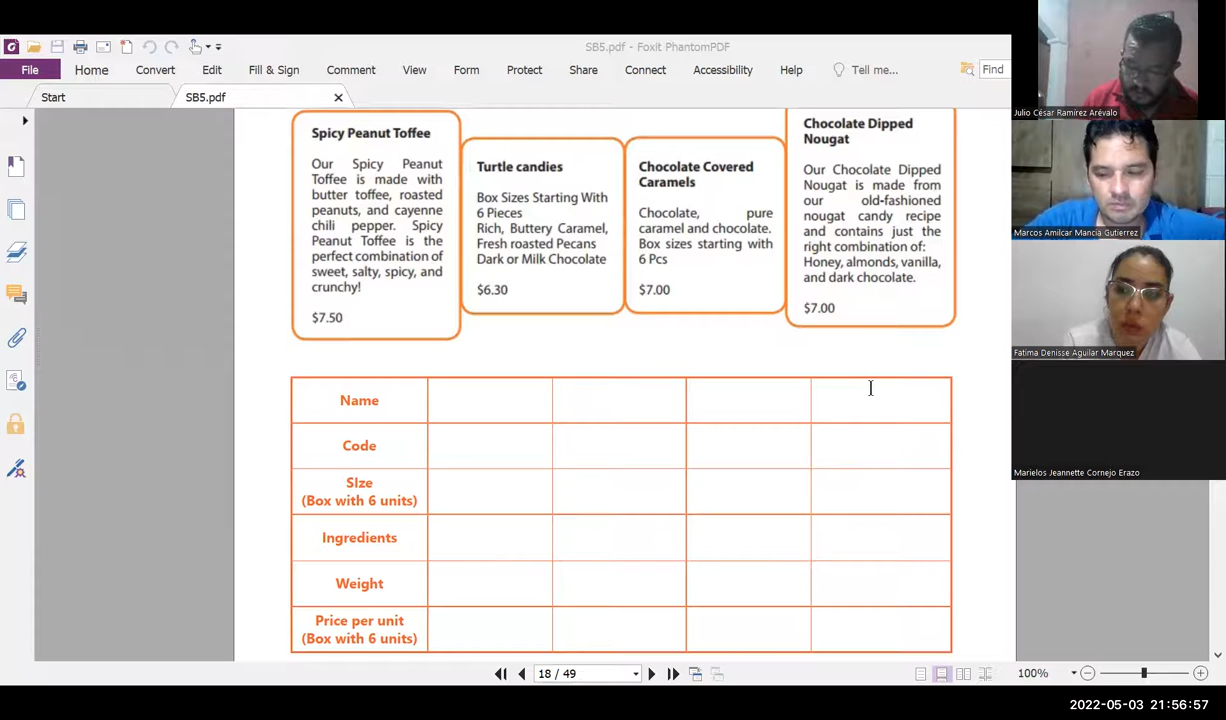 SB5.pdf - Foxit PhantomPDF
File
Home
Convert
Edit
Fill & Sign
Comment
View
Form
Protect
Share
Connect
Accessibility
Help
Tell me...
Find
Start
SB5.pdf
Spicy Peanut Toffee
Our Spicy Peanut
Toffee is made with
butter toffee, roasted
peanuts, and cayenne
chili pepper. Spicy
Peanut Toffee is the
perfect combination of
sweet, salty, spicy, and
crunchy!
$7.50
Turtle candies
Box Sizes Starting With
6 Pieces
Rich, Buttery Caramel,
Fresh roasted Pecans
Dark or Milk Chocolate
$6.30
Chocolate Covered
Caramels
Chocolate, pure
caramel and chocolate.
Box sizes starting with
6 Pcs
$7.00
Chocolate Dipped
Nougat
Our Chocolate Dipped
Nougat is made from
our old-fashioned
nougat candy recipe
and contains just the
right combination of:
Honey, almonds, vanilla,
and dark chocolate.
$7.00
Name
Code
SIze
(Box with 6 units)
Ingredients
Weight
Price per unit
(Box with 6 units)
18 / 49
100%
Julio César Ramírez Arévalo
Marcos Amilcar Mancia Gutierrez
Fatima Denisse Aguilar Marquez
Marielos Jeannette Cornejo Erazo
2022-05-03 21:56:57